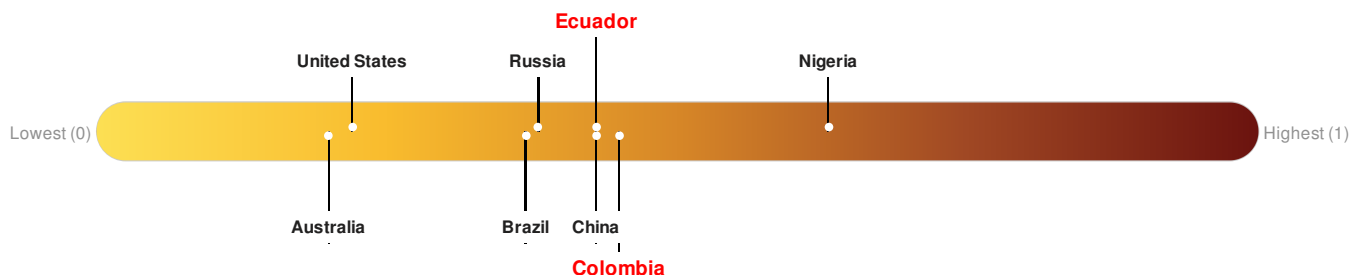 Ecuador
United States
Russia
Nigeria
Lowest (0)
Highest (1)
Australia
Brazil
China
Colombia